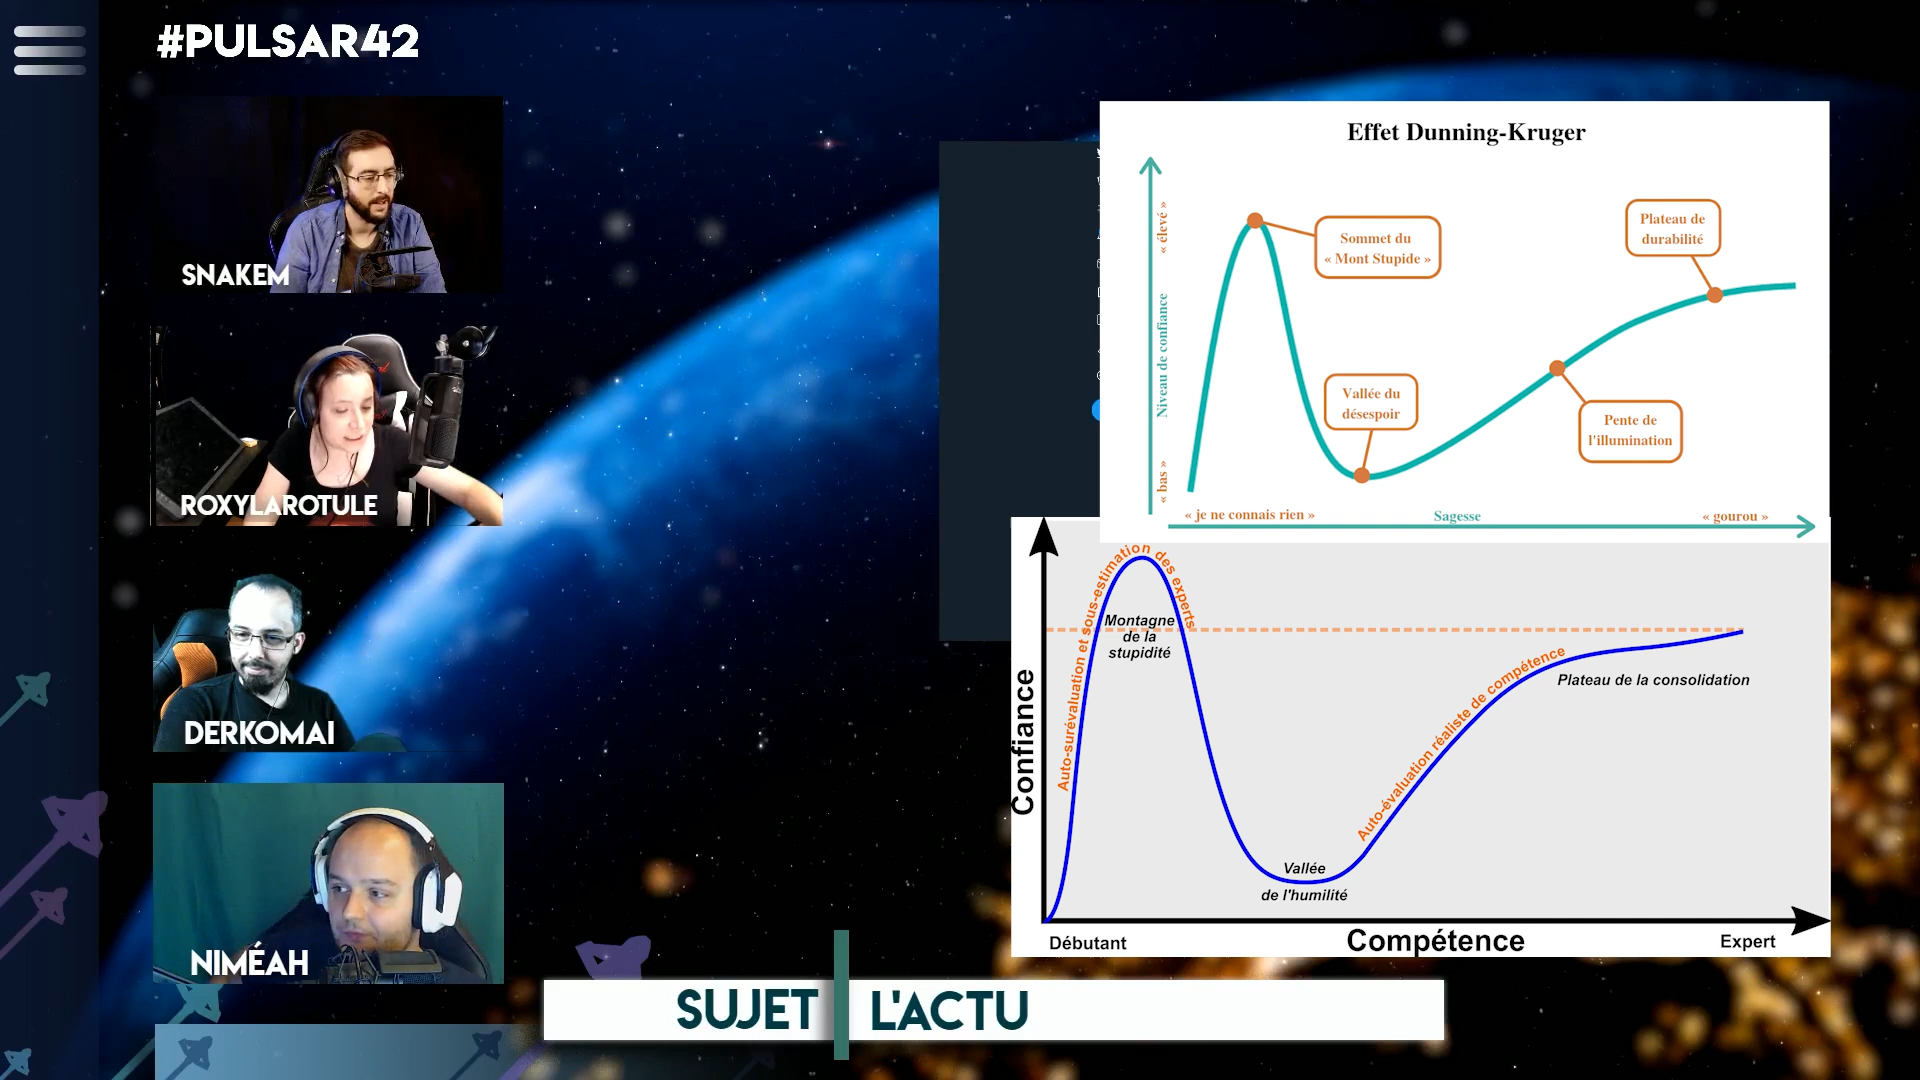 #PULSAR42
SNAKEM
ROXYLAROTULE
DERKOMAI
NIMÉAH
Effet Dunning-Kruger
« élevé »
Niveau de confiance
« bas »
Sommet du
« Mont Stupide »
Plateau de
durabilité
Vallée du
désespoir
Pente de
l'illumination
« je ne connais rien »
Sagesse
« gourou »
Auto-surévaluation et sous-estimation des experts
Montagne
de la
stupidité
Auto-évaluation réaliste de compétence
Plateau de la consolidation
Confiance
Vallée
de l'humilité
Débutant
Compétence
Expert
SUJET
L'ACTU